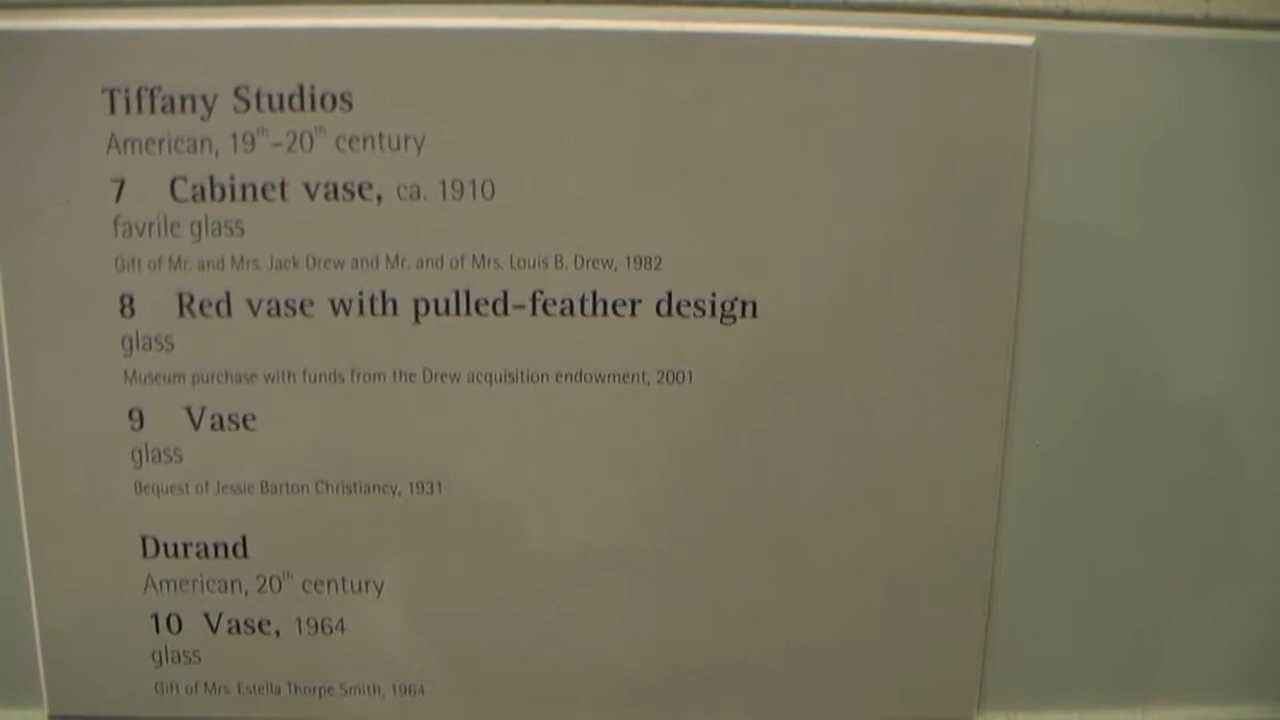 Tiffany Studios
American, 19th-20th century
7 Cabinet vase, ca. 1910
favrile glass
Gift of Mr. and Mrs. Jack Drew and Mr. and of Mrs. Louis B. Drew, 1982
8 Red vase with pulled-feather design
glass
Museum purchase with funds from the Drew acquisition endowment, 2001
9 Vase
glass
Bequest of Jessie Barton Christiancy, 1931
Durand
American, 20th century
10 Vase, 1964
glass
Gift of Mrs. Estella Thorpe Smith, 1964